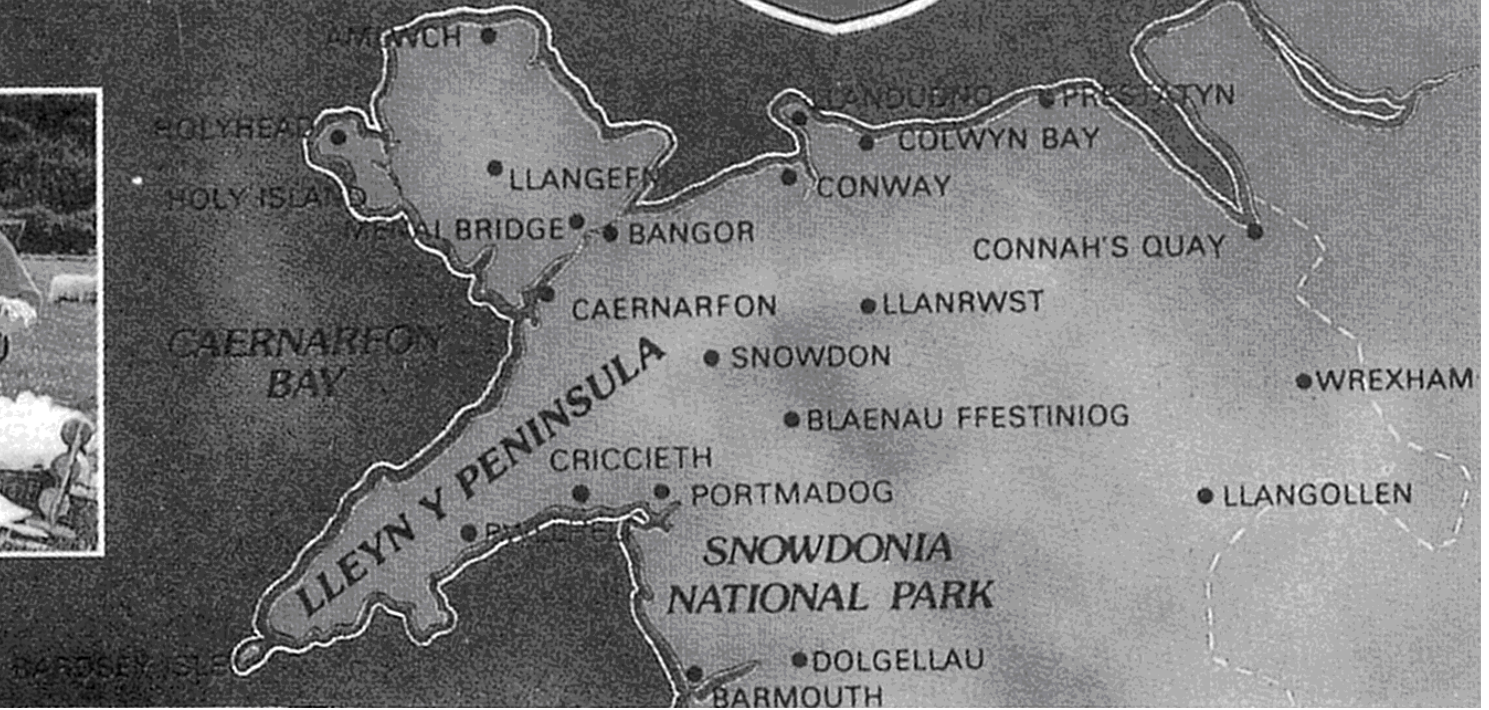 AMLWCH
LLANDUDNO
PRESTATYN
HOLYHEAD
COLWYN BAY
LLANGEFNI
CONWAY
HOLY ISLAND
MENAI BRIDGE
BANGOR
CONNAH'S QUAY
CAERNARFON
LLANRWST
CAERNARFON
BAY
SNOWDON
WREXHAM
LLEYN Y PENINSULA
BLAENAU FFESTINIOG
CRICCIETH
PORTMADOG
LLANGOLLEN
SNOWDONIA
NATIONAL PARK
BARDSEY ISLE
DOLGELLAU
BARMOUTH